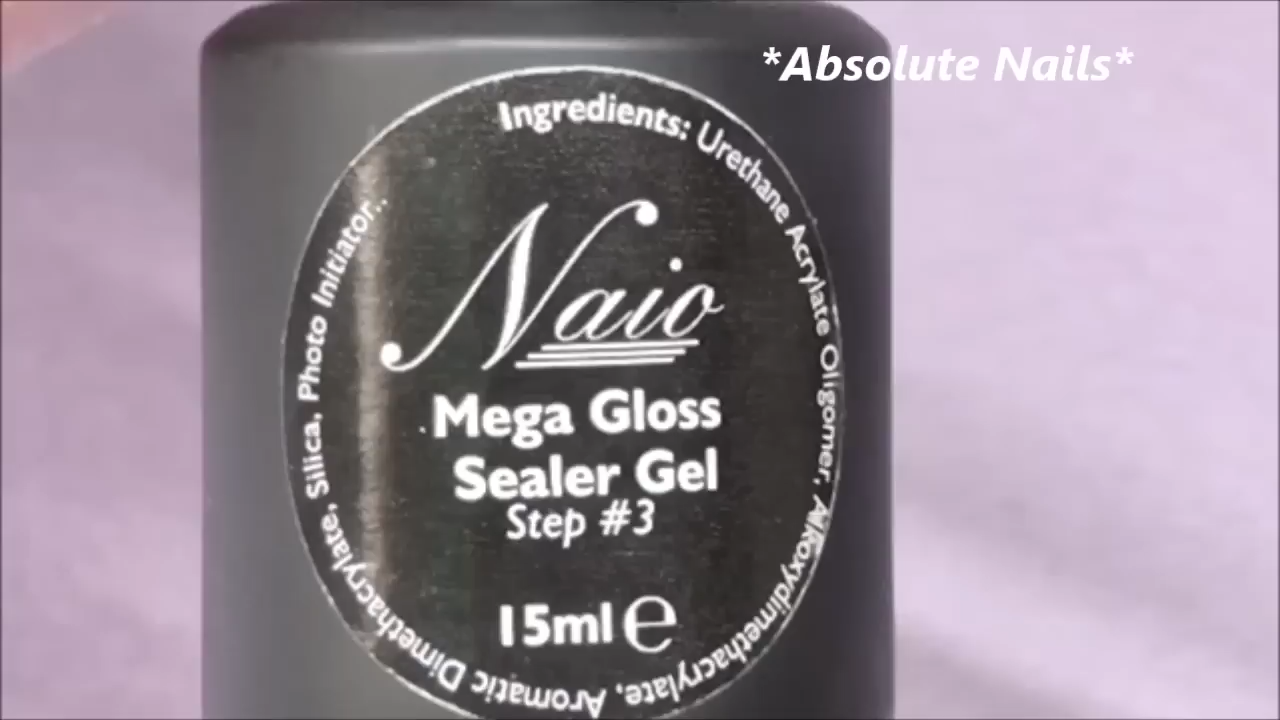 *Absolute Nails*
Ingredients: Urethane Acrylate Oligomer, Alkoxydimethacrylate, Aromatic Dimethacrylate, Silica, Photo Initiator..
Naio
Mega Gloss
Sealer Gel
Step #3
15ml e